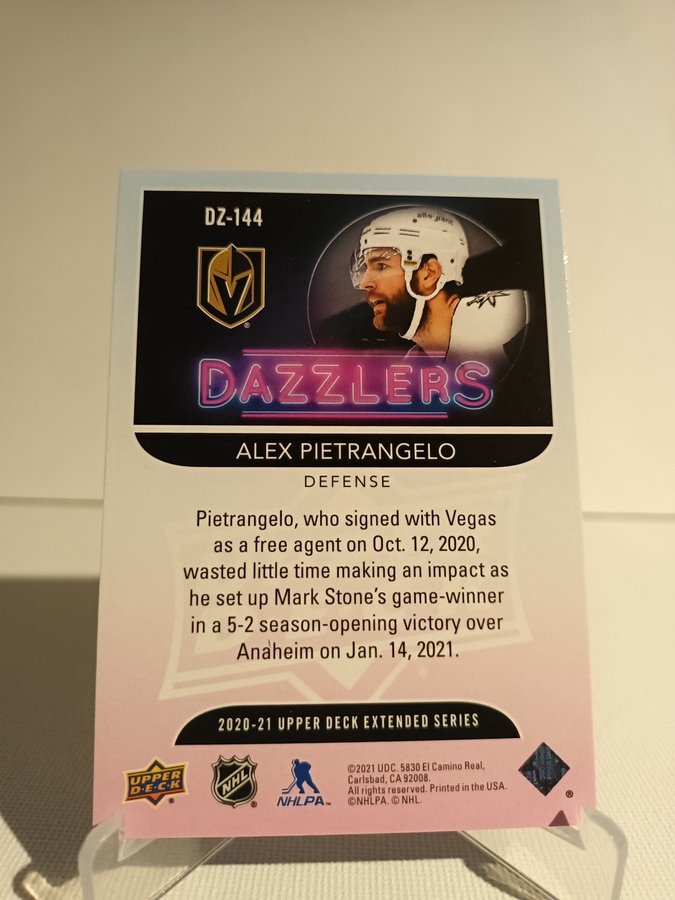 DZ-144
DAZZLERS
ALEX PIETRANGELO
DEFENSE
Pietrangelo, who signed with Vegas
as a free agent on Oct. 12, 2020,
wasted little time making an impact as
he set up Mark Stone's game-winner
in a 5-2 season-opening victory over
Anaheim on Jan. 14, 2021.
2020-21 UPPER DECK EXTENDED SERIES
UPPER
D·E·C·K
®
NHL
®
NHLPA™
©2021 UDC. 5830 El Camino Real,
Carlsbad, CA 92008.
All rights reserved. Printed in the USA.
©NHLPA. © NHL.
®